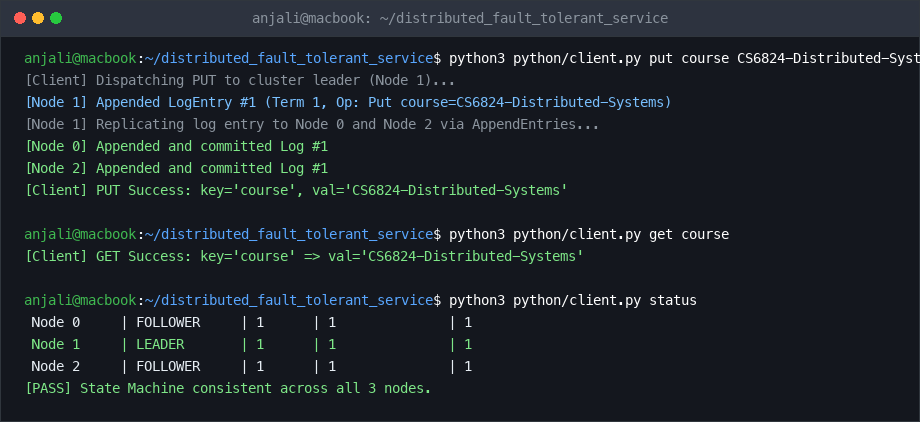 anjali@macbook: ~/distributed_fault_tolerant_service
anjali@macbook:~/distributed_fault_tolerant_service$ python3 python/client.py put course CS6824-Distributed-Syst
[Client] Dispatching PUT to cluster leader (Node 1)...
[Node 1] Appended LogEntry #1 (Term 1, Op: Put course=CS6824-Distributed-Systems)
[Node 1] Replicating log entry to Node 0 and Node 2 via AppendEntries...
[Node 0] Appended and committed Log #1
[Node 2] Appended and committed Log #1
[Client] PUT Success: key='course', val='CS6824-Distributed-Systems'
anjali@macbook:~/distributed_fault_tolerant_service$ python3 python/client.py get course
[Client] GET Success: key='course' => val='CS6824-Distributed-Systems'
anjali@macbook:~/distributed_fault_tolerant_service$ python3 python/client.py status
Node 0     | FOLLOWER     | 1      | 1              | 1
Node 1     | LEADER       | 1      | 1              | 1
Node 2     | FOLLOWER     | 1      | 1              | 1
[PASS] State Machine consistent across all 3 nodes.